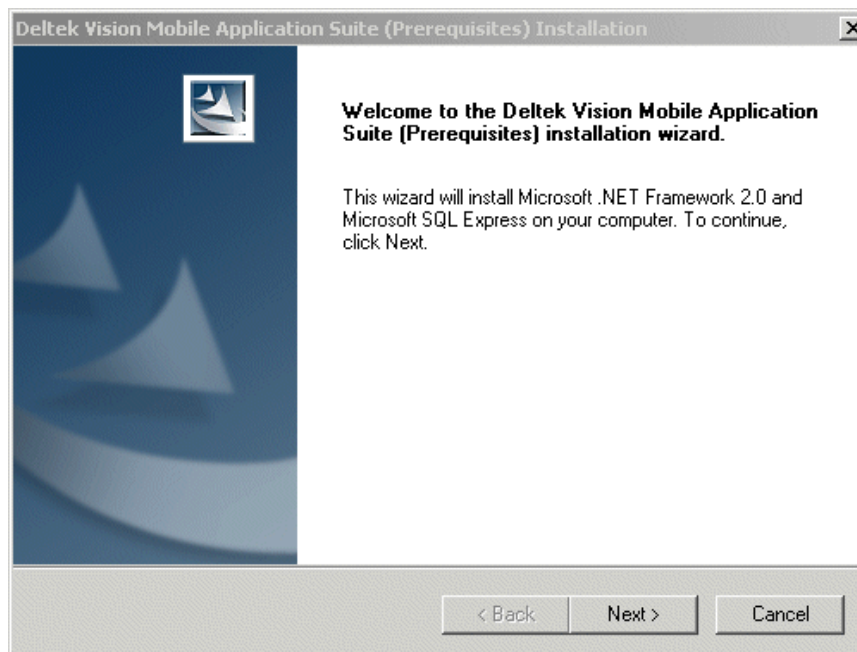 Deltek Vision Mobile Application Suite (Prerequisites) Installation
Welcome to the Deltek Vision Mobile Application
Suite (Prerequisites) installation wizard.
This wizard will install Microsoft .NET Framework 2.0 and
Microsoft SQL Express on your computer. To continue,
click Next.
< Back
Next >
Cancel